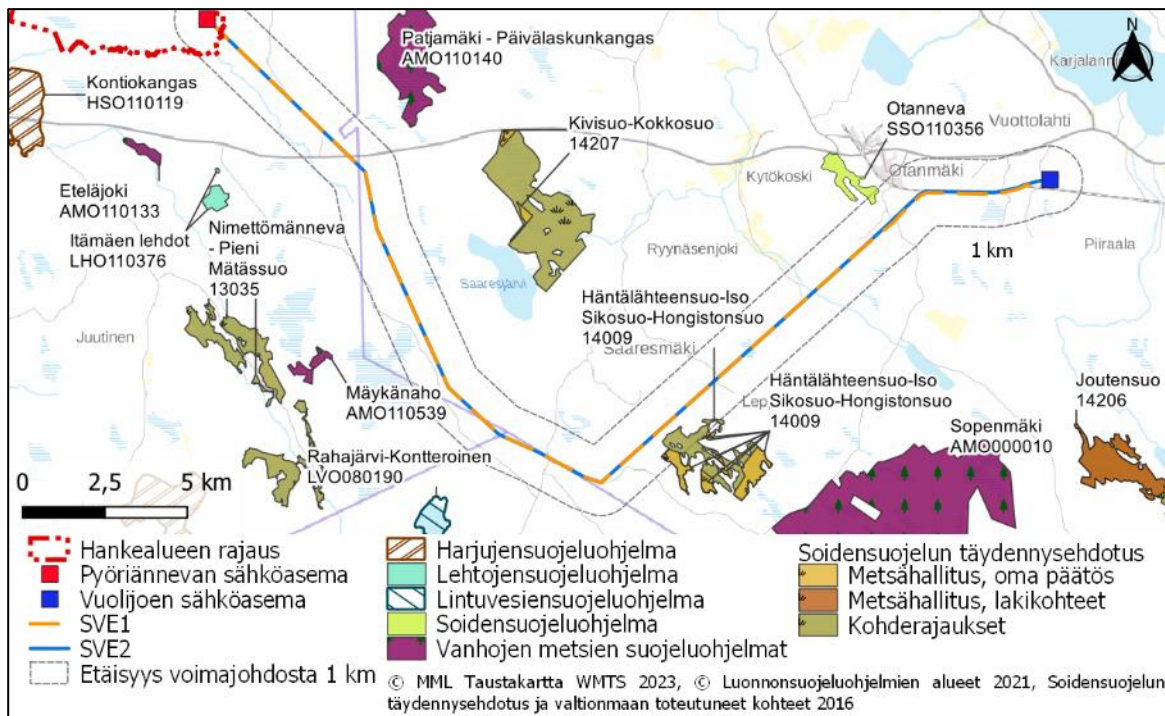 Patjamäki - Päivälaskunkangas
AMO110140
N
Karjalanni
Kontiokangas
HSO110119
Kivisuo-Kokkosuo
14207
Otanneva
SSO110356
Vuottolahti
Otanmäki
Kytökoski
Eteläjoki
AMO110133
Itämäen lehdot
LHO110376
Nimettömänneva
- Pieni
Mätässuo
13035
Ryynäsenjoki
1 km
Piiraala
Saaresjärvi
Häntälähteensuo-Iso
Sikosuo-Hongistonsuo
14009
Saaresmäki
Juutinen
Mäykänaho
AMO110539
Lep
Häntälähteensuo-Iso
Sikosuo-Hongistonsuo
14009
Joutensuo
14206
Sopenmäki
AMO000010
Rahajärvi-Kontteroinen
LVO080190
0 2,5 5 km
Hankealueen rajaus
Pyöriännevan sähköasema
Vuolijoen sähköasema
SVE1
SVE2
Etäisyys voimajohdosta 1 km
Harjujensuojeluohjelma
Lehtojensuojeluohjelma
Lintuvesiensuojeluohjelma
Soidensuojeluohjelma
Vanhojen metsien suojeluohjelmat
Soidensuojelun täydennysehdotus
Metsähallitus, oma päätös
Metsähallitus, lakikohteet
Kohderajaukset
© MML Taustakartta WMTS 2023, © Luonnonsuojeluohjelmien alueet 2021, Soidensuojelun
täydennysehdotus ja valtionmaan toteutuneet kohteet 2016